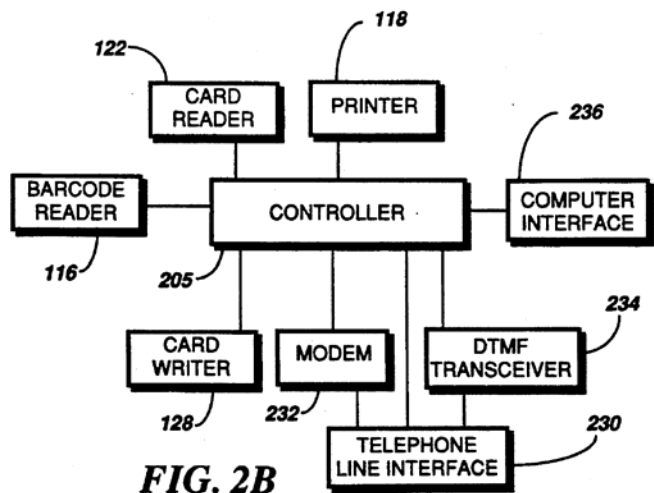 122
118
CARD
READER
PRINTER
236
BARCODE
READER
CONTROLLER
COMPUTER
INTERFACE
116
205
234
CARD
WRITER
MODEM
DTMF
TRANSCEIVER
128
232
TELEPHONE
LINE INTERFACE
230
FIG. 2B